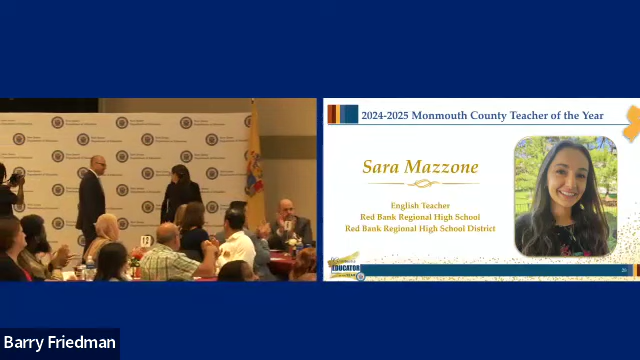 2024-2025 Monmouth County Teacher of the Year
Sara Mazzone
English Teacher
Red Bank Regional High School
Red Bank Regional High School District
EDUCATOR
Barry Friedman